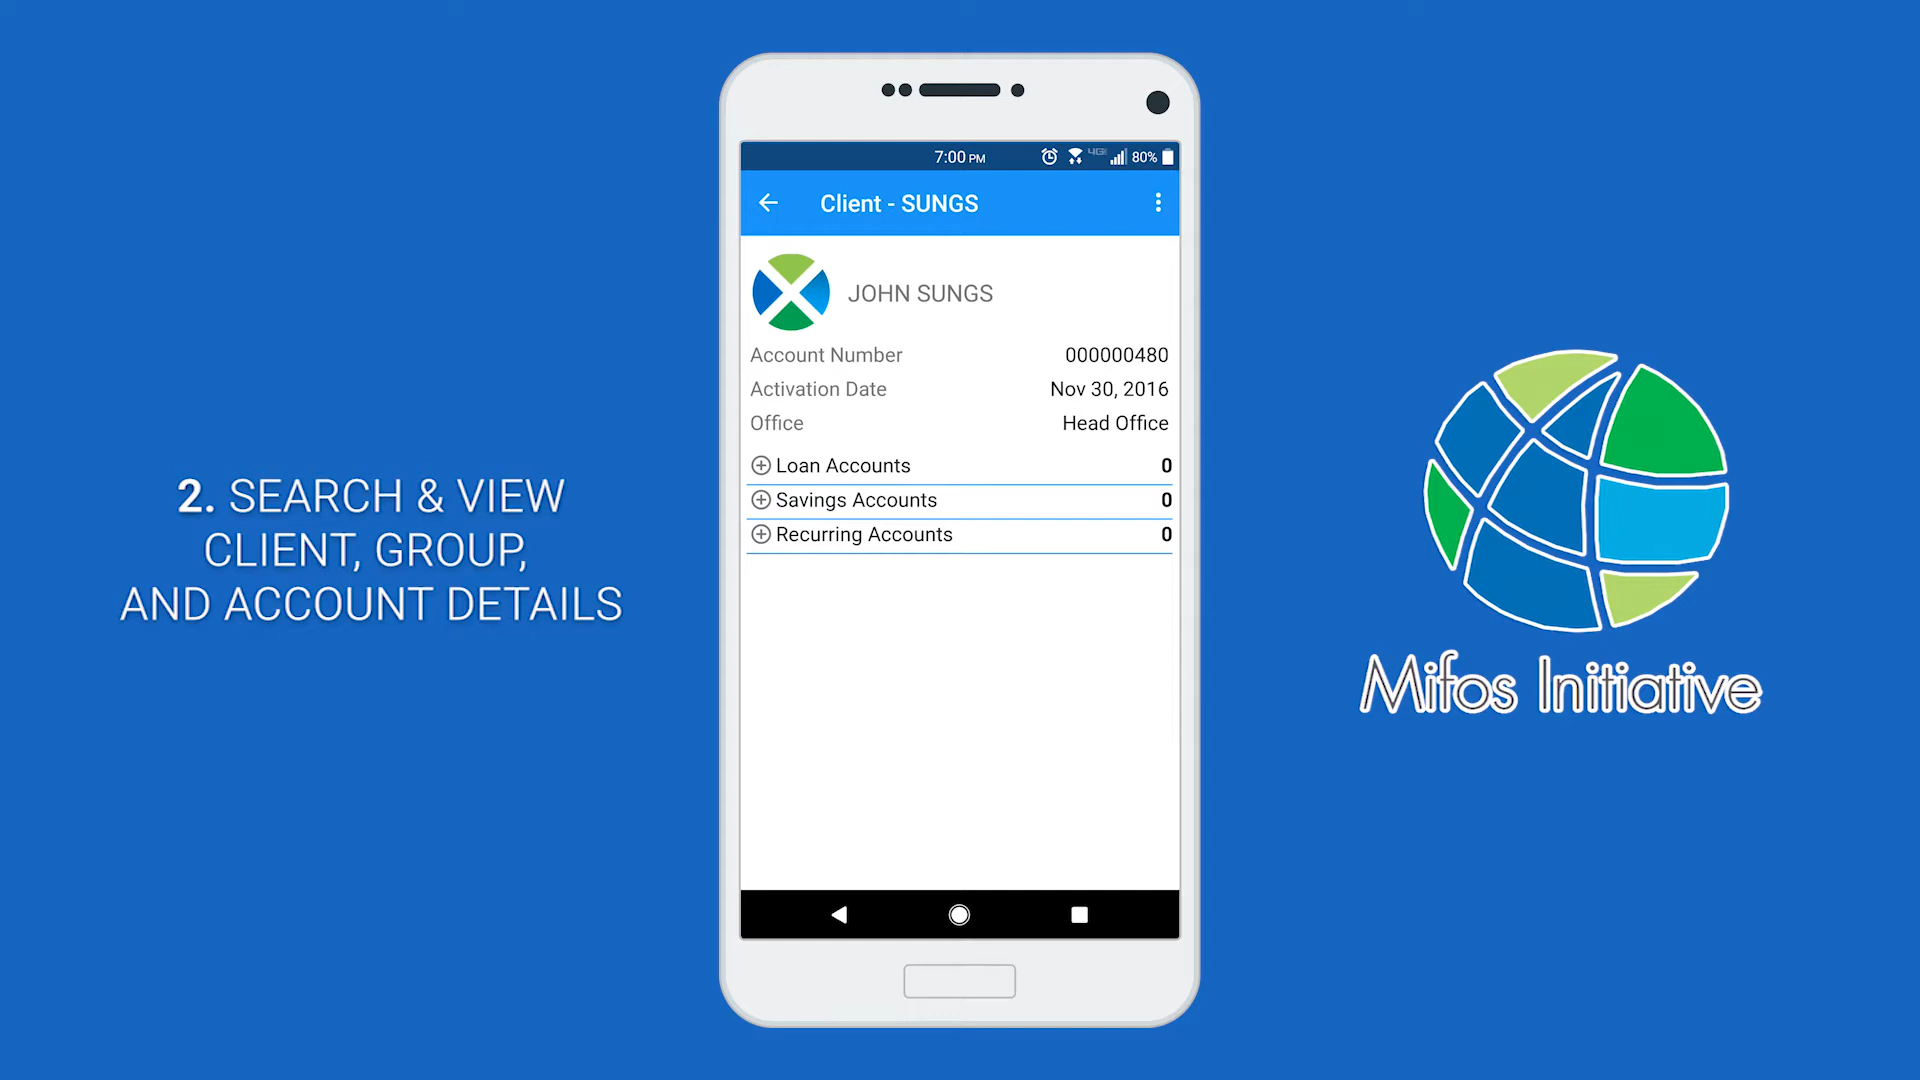 2. SEARCH & VIEW
CLIENT, GROUP,
AND ACCOUNT DETAILS
7:00 PM 4G 80%
Client - SUNGS
JOHN SUNGS
Account Number 000000480
Activation Date Nov 30, 2016
Office Head Office
Loan Accounts 0
Savings Accounts 0
Recurring Accounts 0
Mifos Initiative